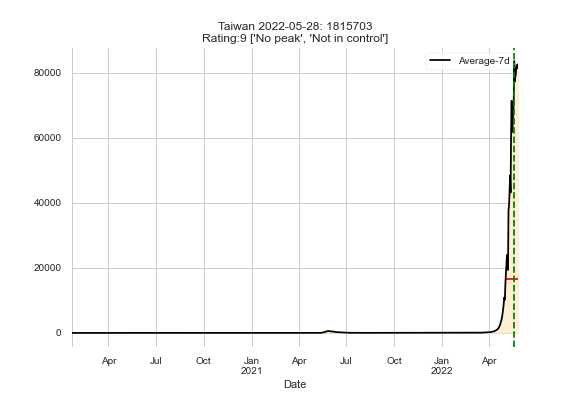 Taiwan 2022-05-28: 1815703
Rating:9 ['No peak', 'Not in control']
Average-7d
80000
60000
40000
20000
0
Apr Jul Oct Jan Apr Jul Oct Jan Apr
2021 2022
Date